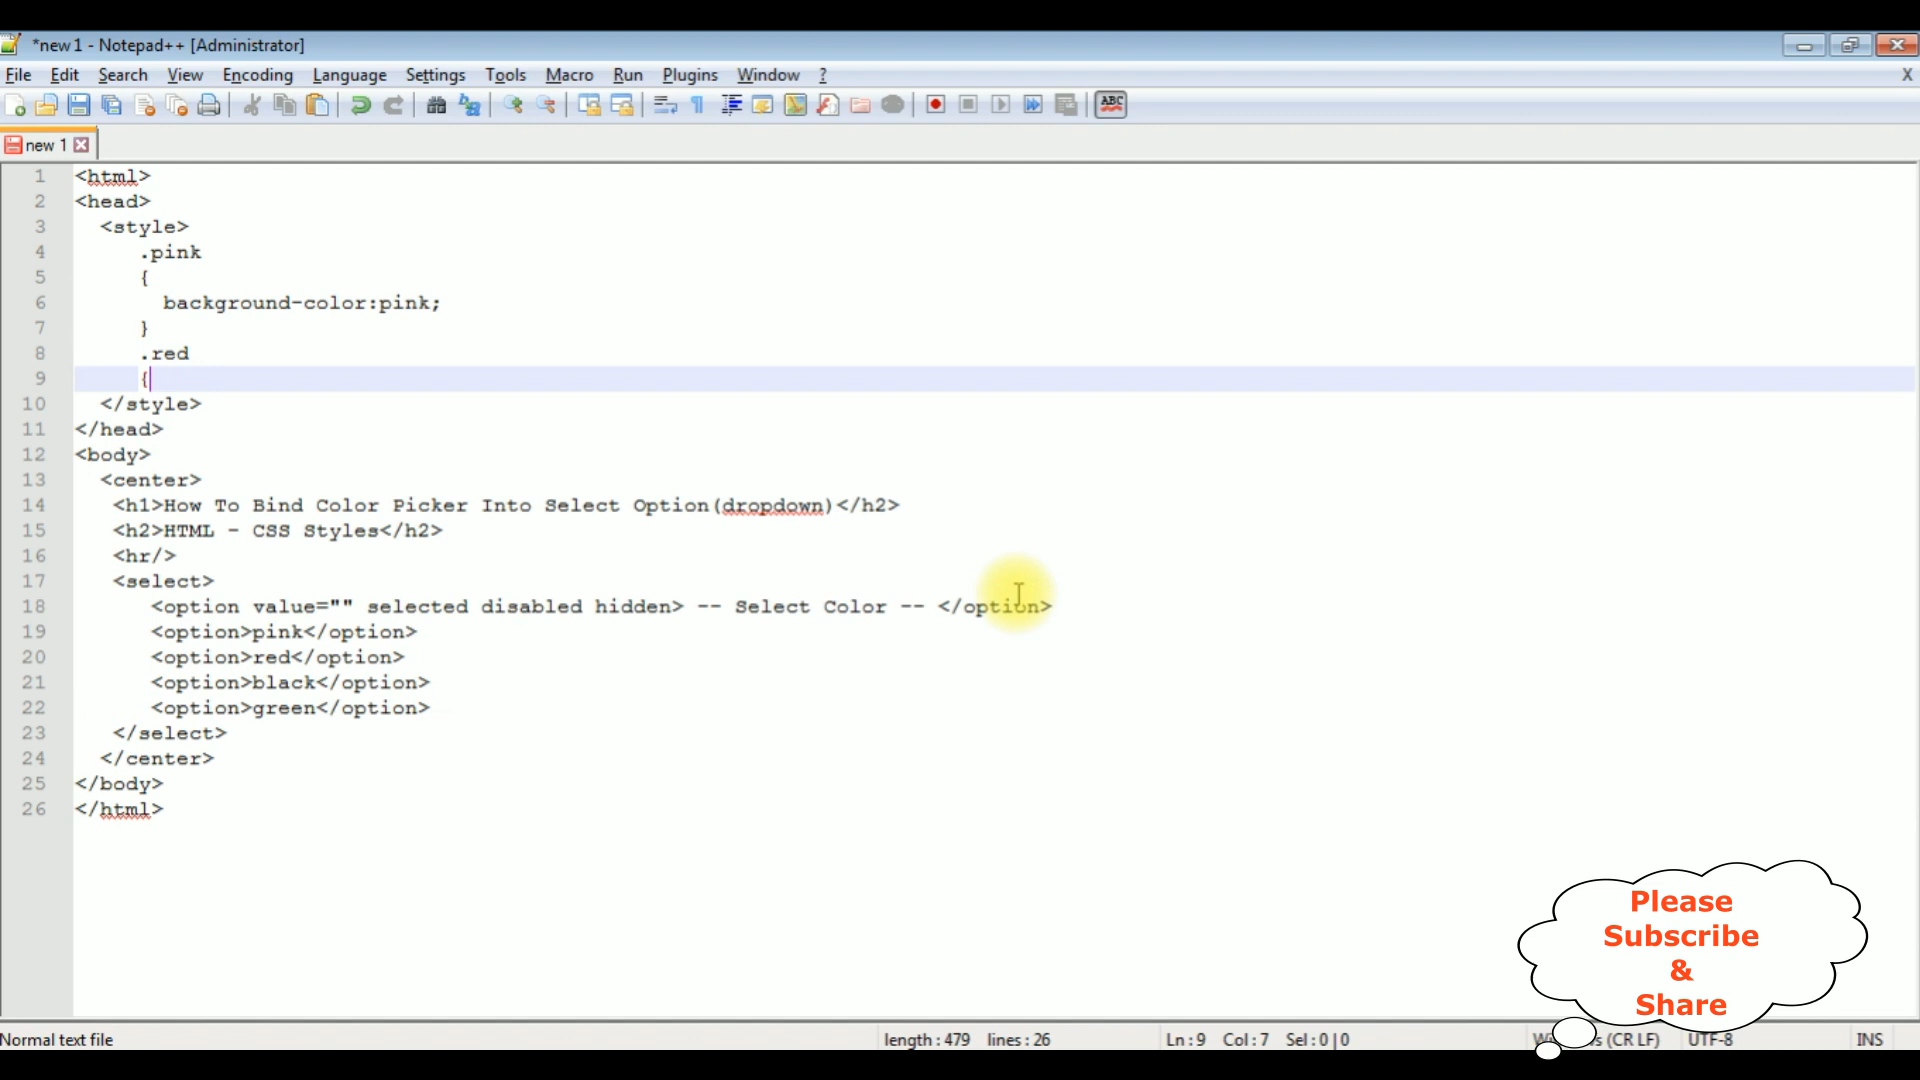 *new 1 - Notepad++ [Administrator]
File Edit Search View Encoding Language Settings Tools Macro Run Plugins Window ?
X
ABC
new 1
1 <html>
2 <head>
3 <style>
4 .pink
5 {
6 background-color:pink;
7 }
8 .red
9 {
10 </style>
11 </head>
12 <body>
13 <center>
14 <h1>How To Bind Color Picker Into Select Option(dropdown)</h2>
15 <h2>HTML - CSS Styles</h2>
16 <hr/>
17 <select>
18 <option value="" selected disabled hidden> -- Select Color -- </option>
19 <option>pink</option>
20 <option>red</option>
21 <option>black</option>
22 <option>green</option>
23 </select>
24 </center>
25 </body>
26 </html>
Please
Subscribe
&
Share
Normal text file length : 479 lines : 26 Ln : 9 Col : 7 Sel : 0 | 0 (CR LF) UTF-8 INS